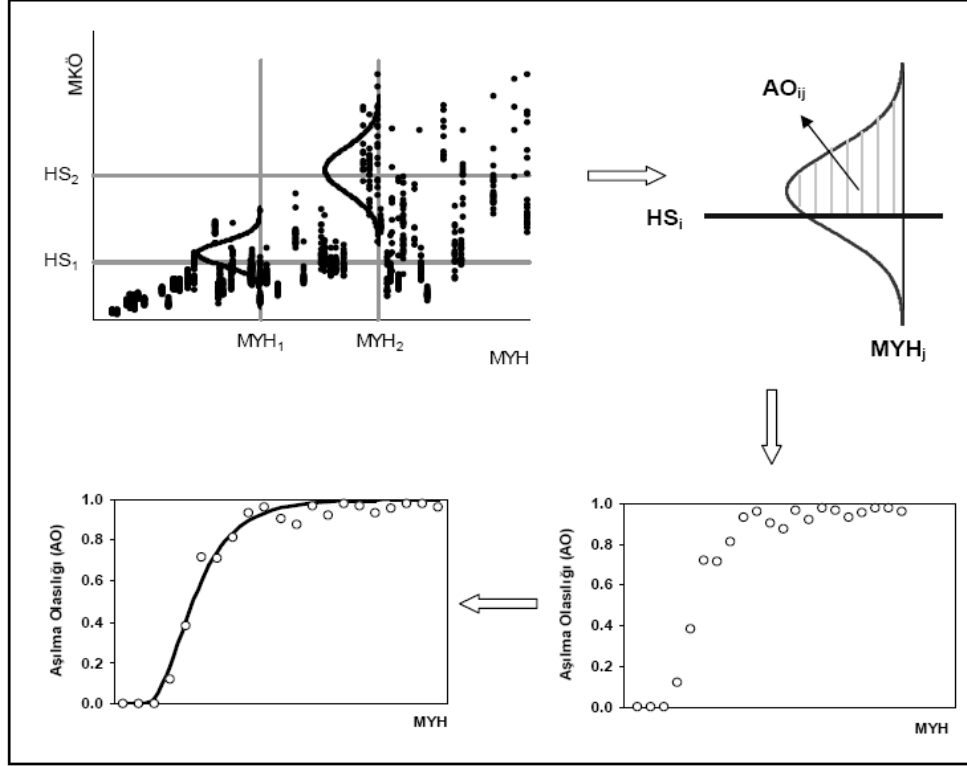 MKÖ
HS₂
HS₁
MYH₁
MYH₂
MYH
AOᵢⱼ
HSᵢ
MYHⱼ
Aşılma Olasılığı (AO)
1.0
0.8
0.6
0.4
0.2
0.0
MYH
Aşılma Olasılığı (AO)
1.0
0.8
0.6
0.4
0.2
0.0
MYH